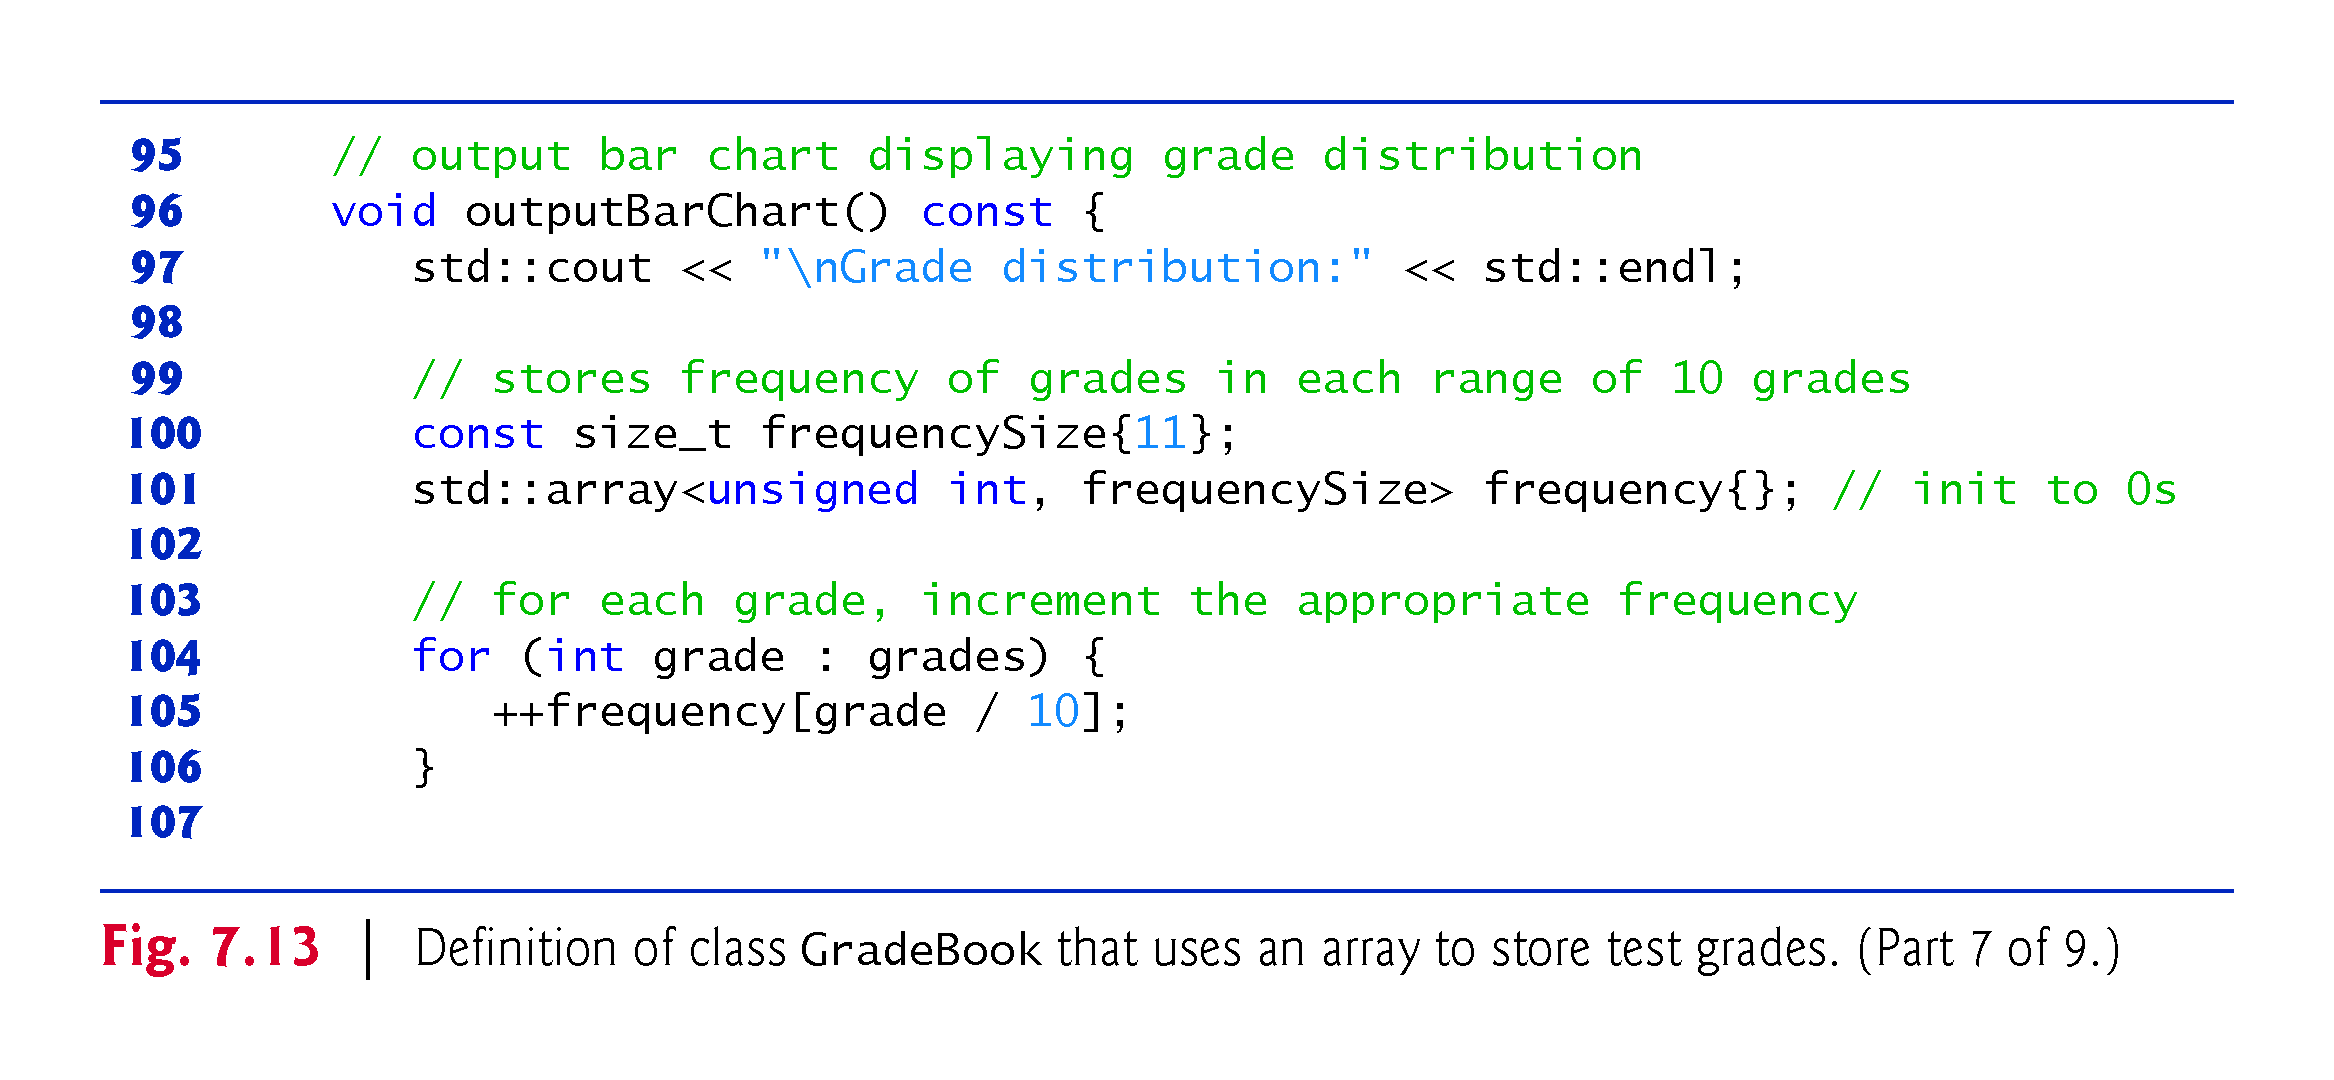 95 // output bar chart displaying grade distribution
96 void outputBarChart() const {
97 std::cout << "\nGrade distribution:" << std::endl;
98
99 // stores frequency of grades in each range of 10 grades
100 const size_t frequencySize{11};
101 std::array<unsigned int, frequencySize> frequency{}; // init to 0s
102
103 // for each grade, increment the appropriate frequency
104 for (int grade : grades) {
105 ++frequency[grade / 10];
106 }
107
Fig. 7.13 | Definition of class GradeBook that uses an array to store test grades. (Part 7 of 9.)